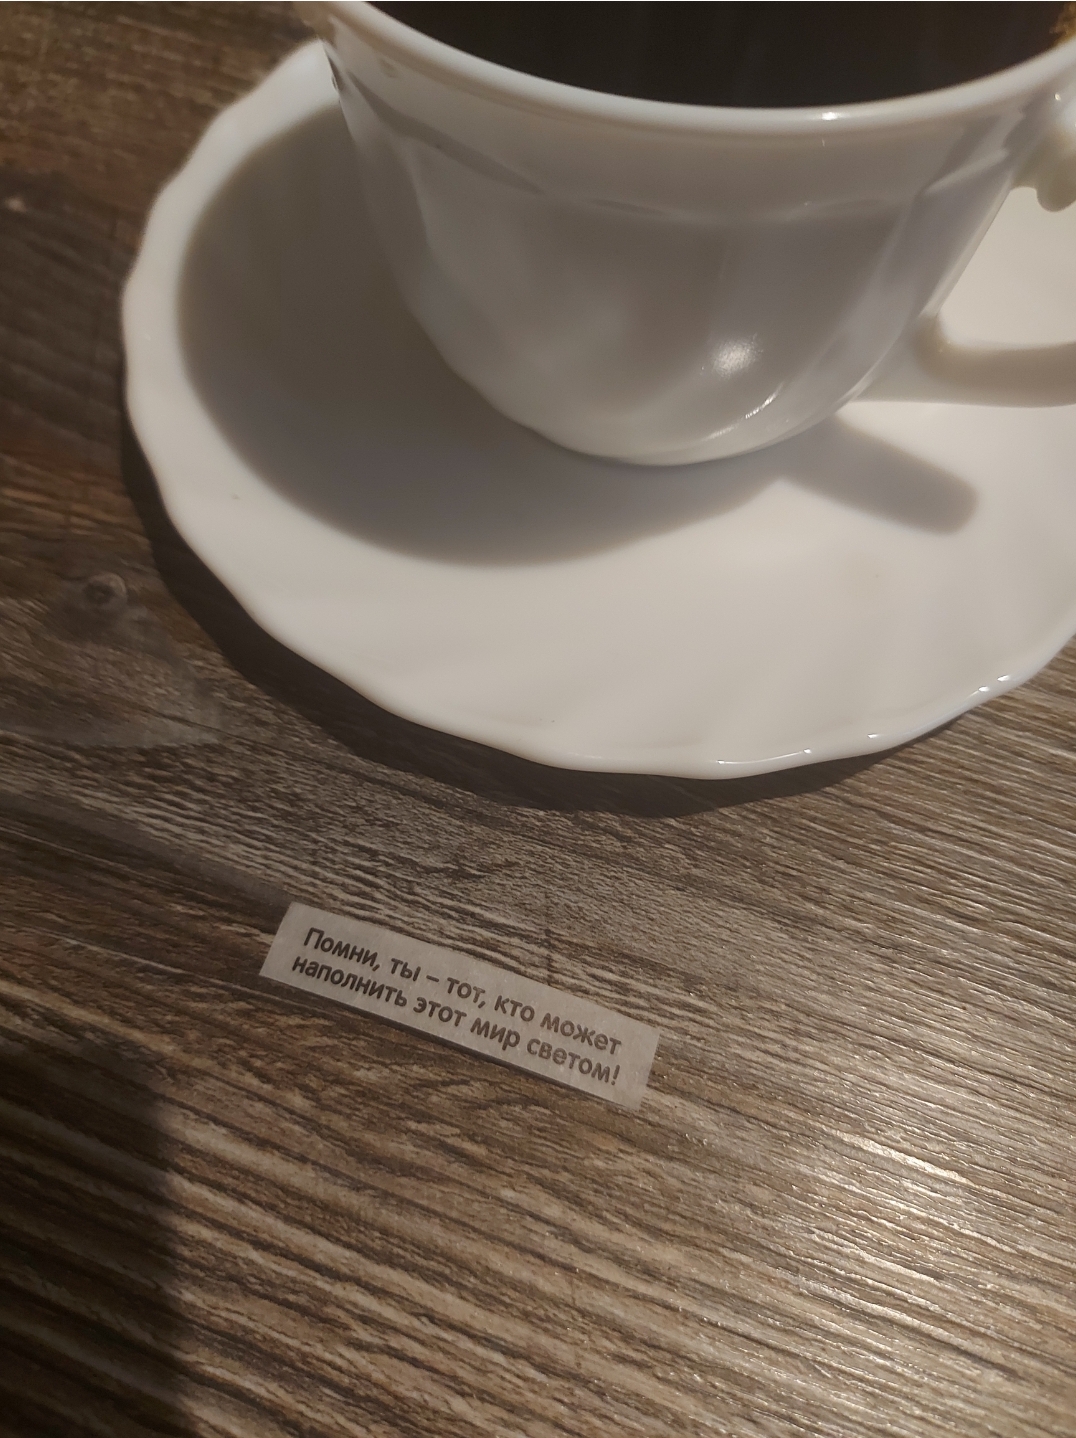 Помни, ты – тот, кто может
наполнить этот мир светом!